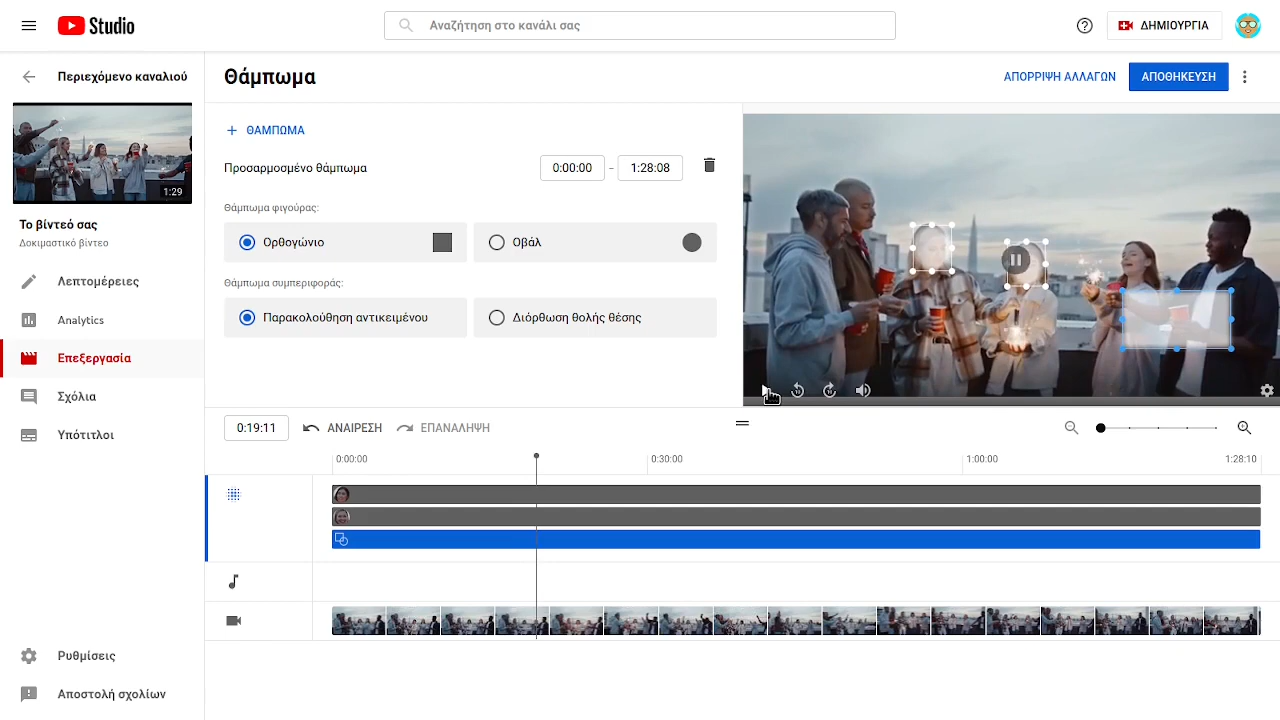 Studio
Αναζήτηση στο κανάλι σας
ΔΗΜΙΟΥΡΓΙΑ
Περιεχόμενο καναλιού
1:29
Το βίντεό σας
Δοκιμαστικό βίντεο
Λεπτομέρειες
Analytics
Επεξεργασία
Σχόλια
Υπότιτλοι
Ρυθμίσεις
Αποστολή σχολίων
Θάμπωμα
ΑΠΟΡΡΙΨΗ ΑΛΛΑΓΩΝ
ΑΠΟΘΗΚΕΥΣΗ
+ ΘΑΜΠΩΜΑ
Προσαρμοσμένο θάμπωμα
0:00:00 - 1:28:08
Θάμπωμα φιγούρας:
Ορθογώνιο
Οβάλ
Θάμπωμα συμπεριφοράς:
Παρακολούθηση αντικειμένου
Διόρθωση θολής θέσης
0:19:11
ΑΝΑΙΡΕΣΗ
ΕΠΑΝΑΛΗΨΗ
0:00:00
0:30:00
1:00:00
1:28:10